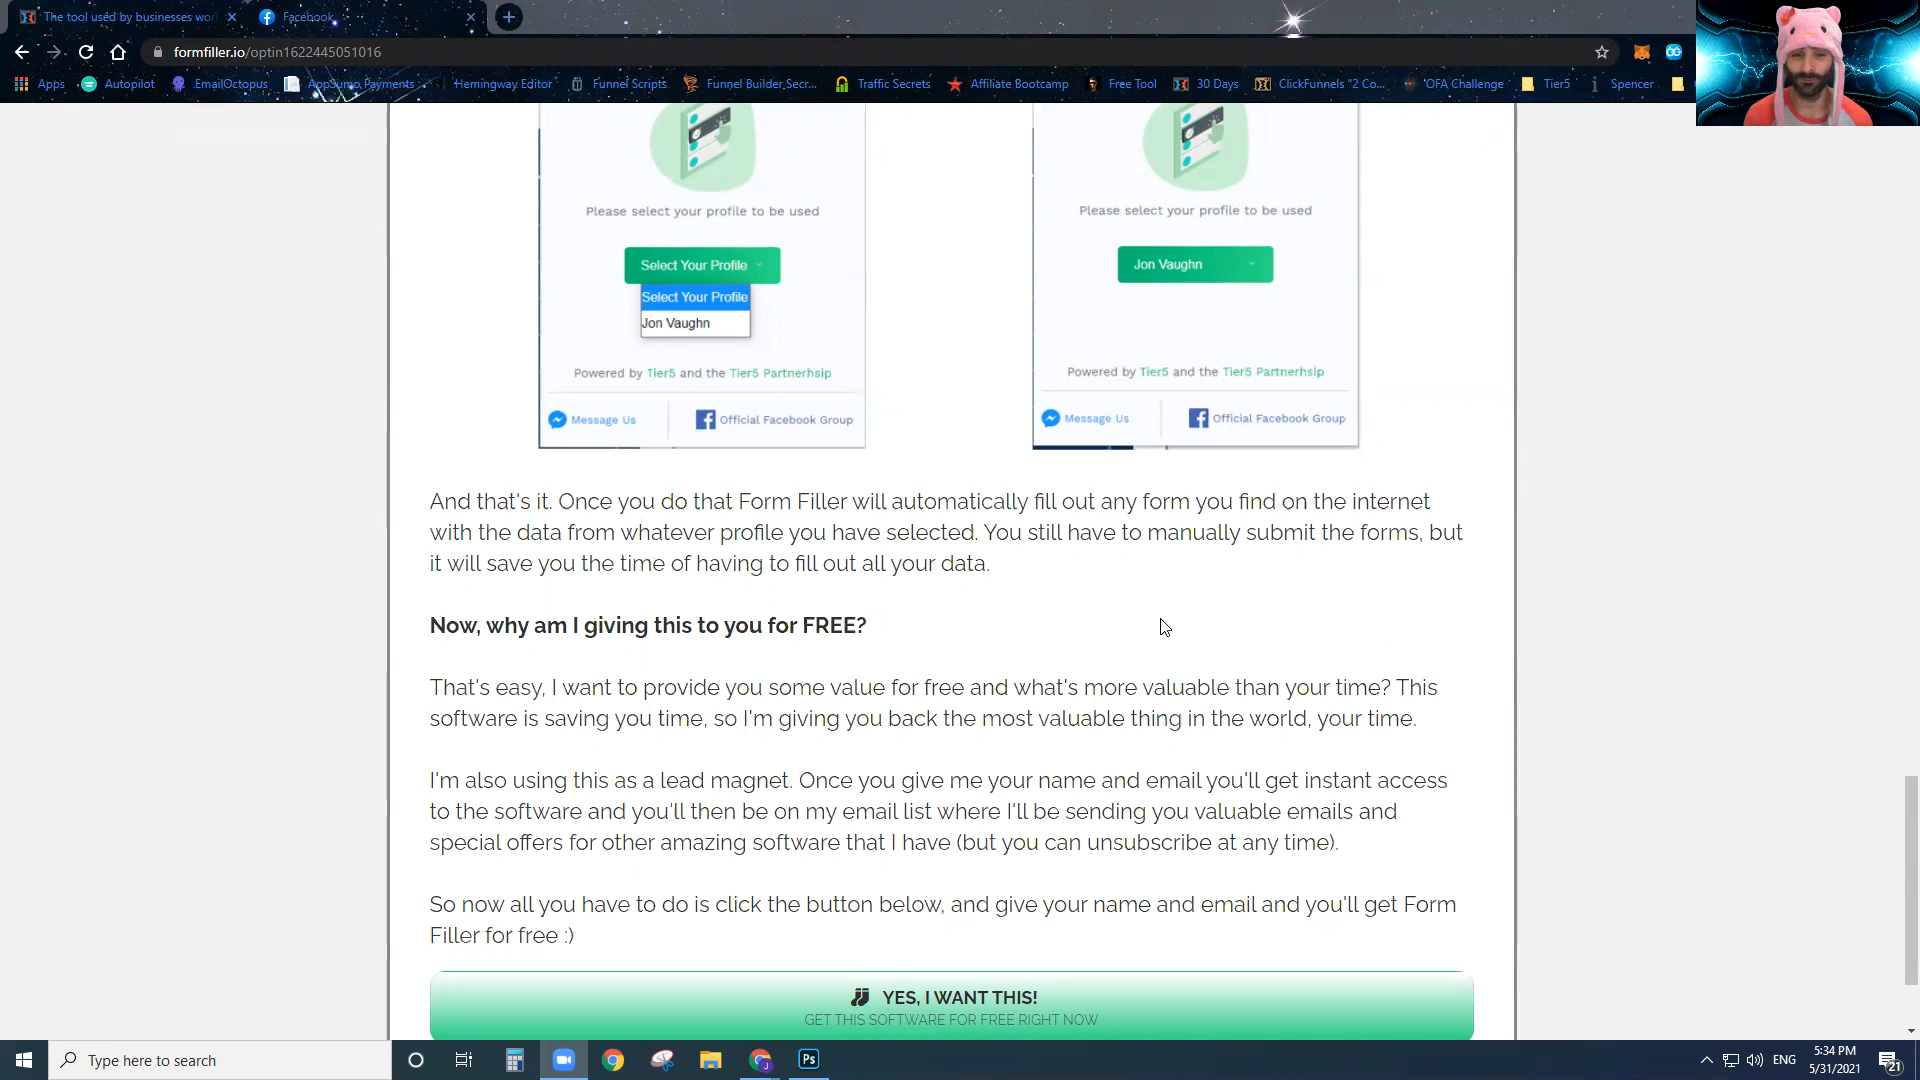 The tool used by businesses wor
Facebook
formfiller.io/optin1622445051016
Apps
Autopilot
EmailOctopus
AppSumo Payments
Hemingway Editor
Funnel Scripts
Funnel Builder Secr...
Traffic Secrets
Affiliate Bootcamp
Free Tool
30 Days
ClickFunnels "2 Co...
'OFA Challenge
Tier5
Spencer
Please select your profile to be used
Please select your profile to be used
Select Your Profile
Jon Vaughn
Select Your Profile
Jon Vaughn
Powered by Tier5 and the Tier5 Partnerhsip
Powered by Tier5 and the Tier5 Partnerhsip
Message Us
Official Facebook Group
Message Us
Official Facebook Group
And that's it. Once you do that Form Filler will automatically fill out any form you find on the internet
with the data from whatever profile you have selected. You still have to manually submit the forms, but
it will save you the time of having to fill out all your data.
Now, why am I giving this to you for FREE?
That's easy, I want to provide you some value for free and what's more valuable than your time? This
software is saving you time, so I'm giving you back the most valuable thing in the world, your time.
I'm also using this as a lead magnet. Once you give me your name and email you'll get instant access
to the software and you'll then be on my email list where I'll be sending you valuable emails and
special offers for other amazing software that I have (but you can unsubscribe at any time).
So now all you have to do is click the button below, and give your name and email and you'll get Form
Filler for free :)
YES, I WANT THIS!
GET THIS SOFTWARE FOR FREE RIGHT NOW
Type here to search
Ps
ENG
5:34 PM
5/31/2021
21